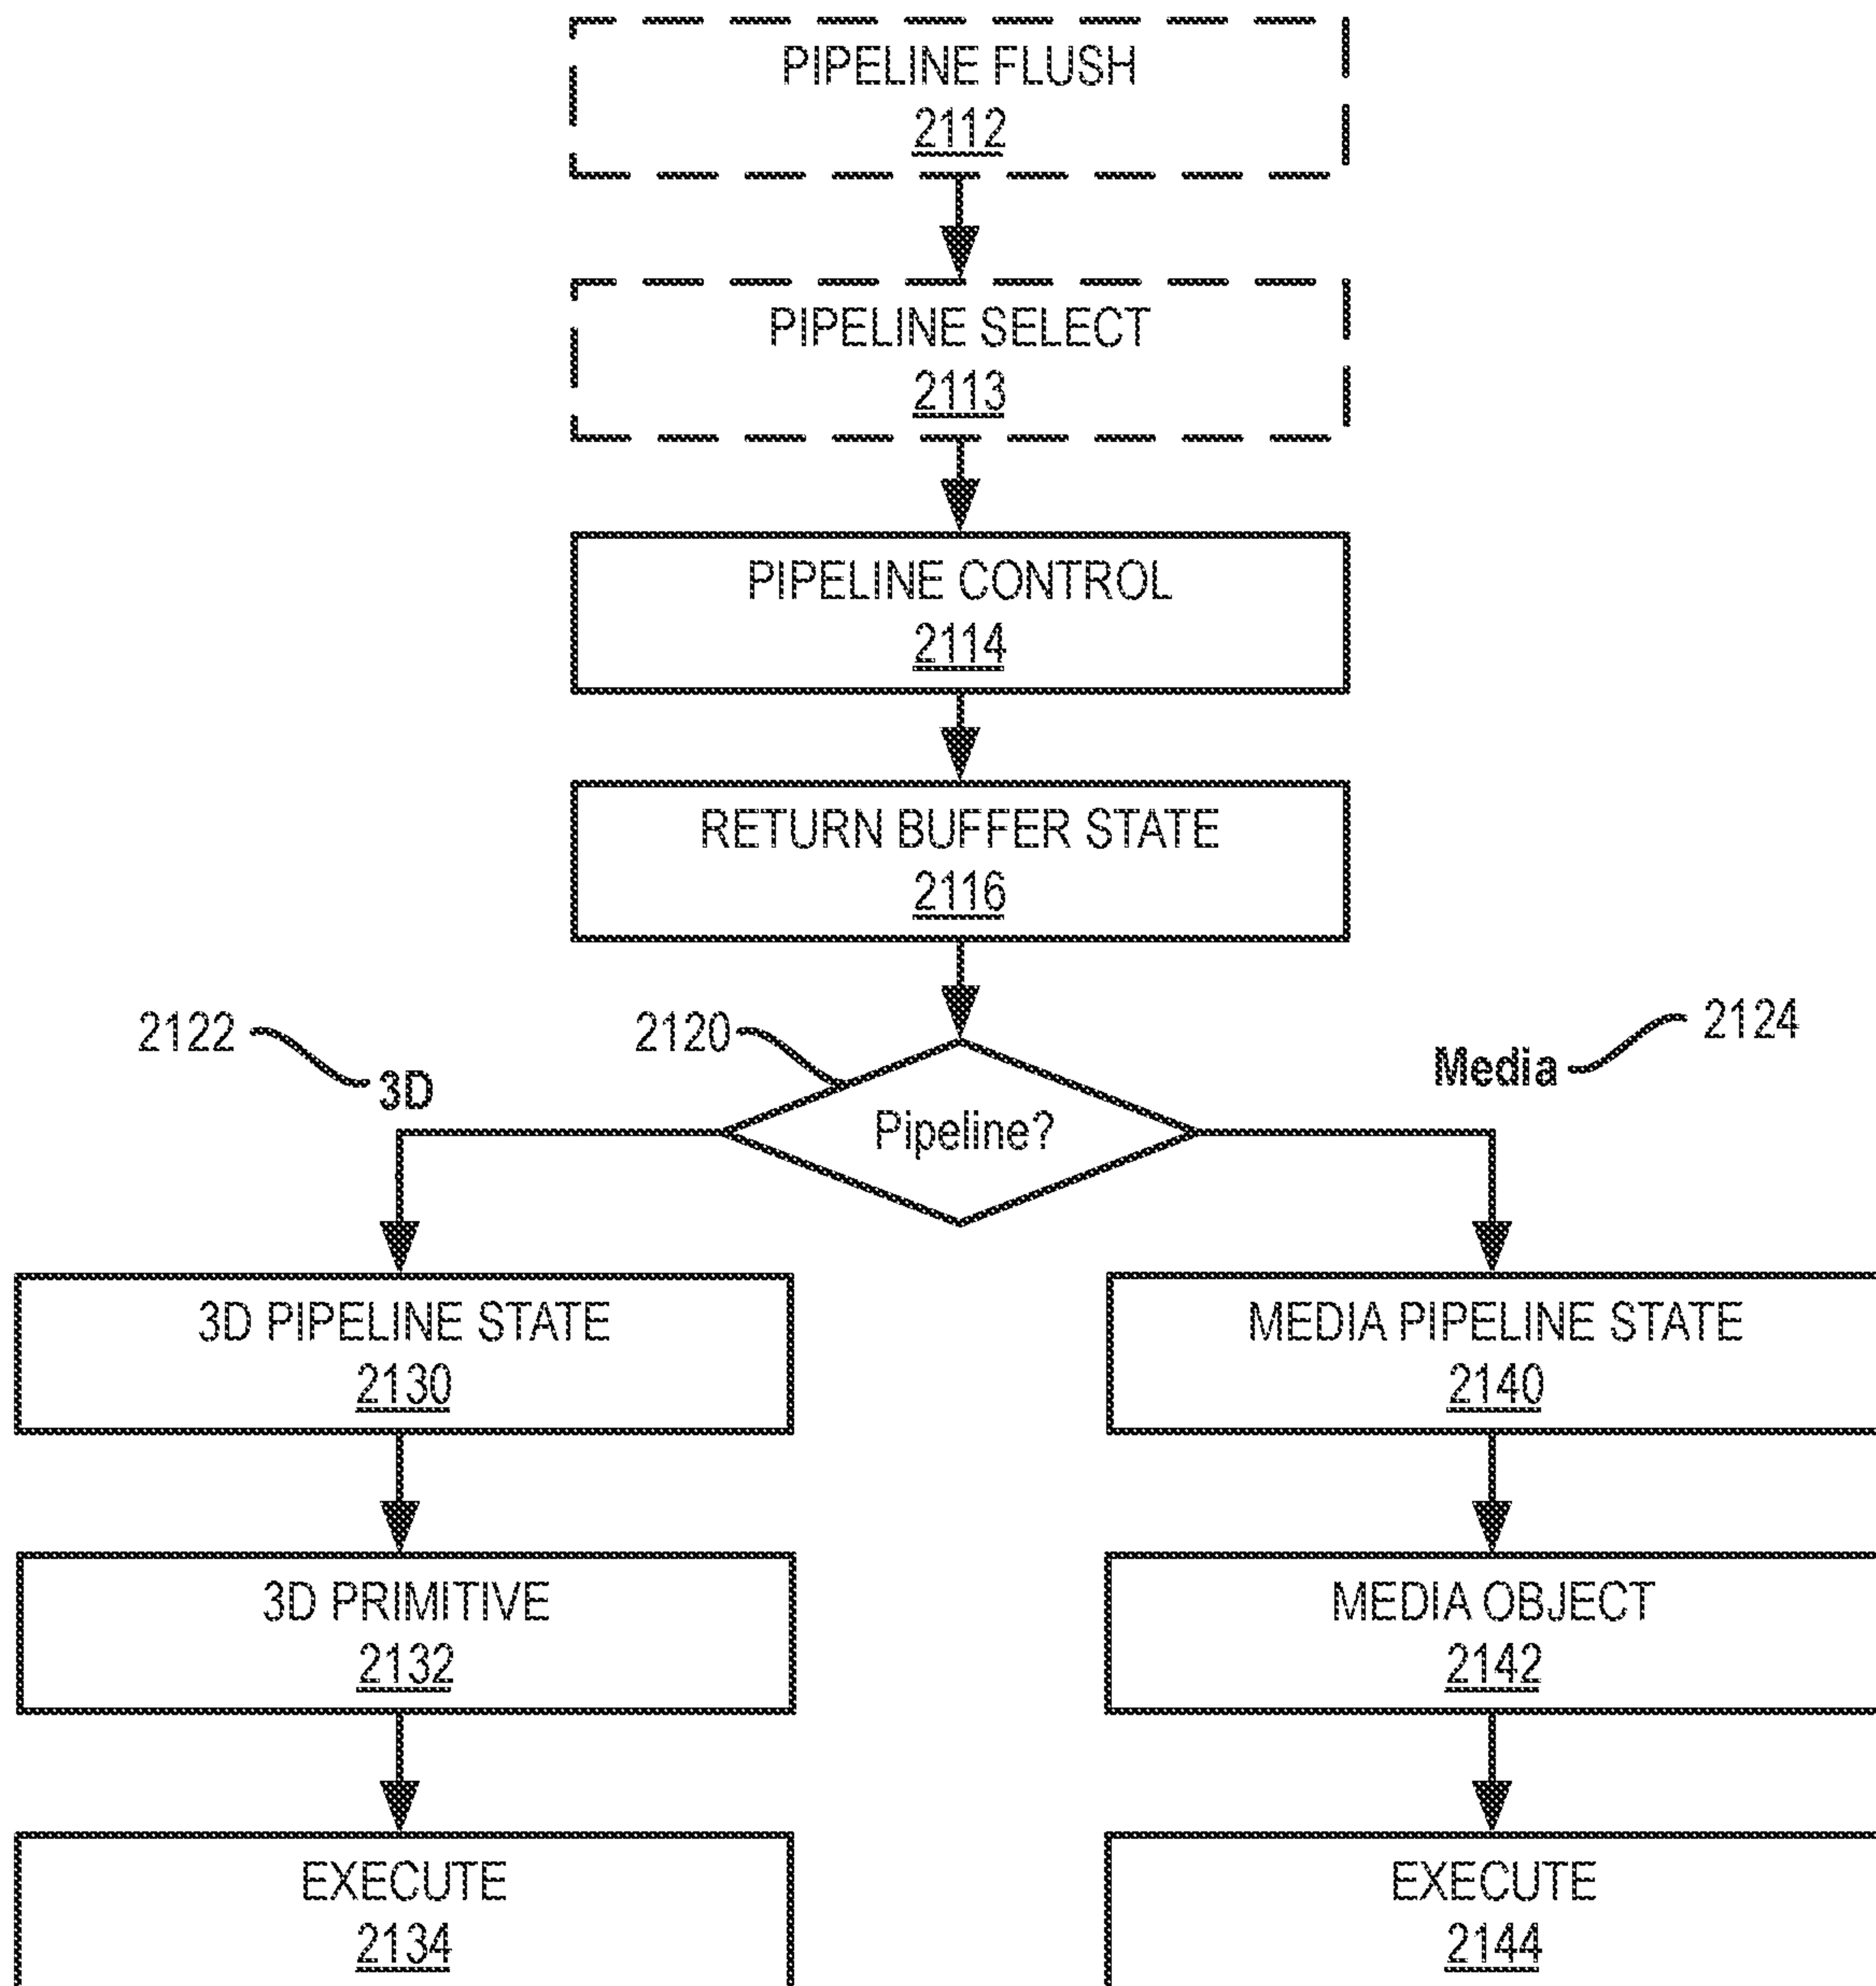 PIPELINE FLUSH
2112
PIPELINE SELECT
2113
PIPELINE CONTROL
2114
RETURN BUFFER STATE
2116
2122
3D
2120
Pipeline?
Media
2124
3D PIPELINE STATE
2130
MEDIA PIPELINE STATE
2140
3D PRIMITIVE
2132
MEDIA OBJECT
2142
EXECUTE
2134
EXECUTE
2144